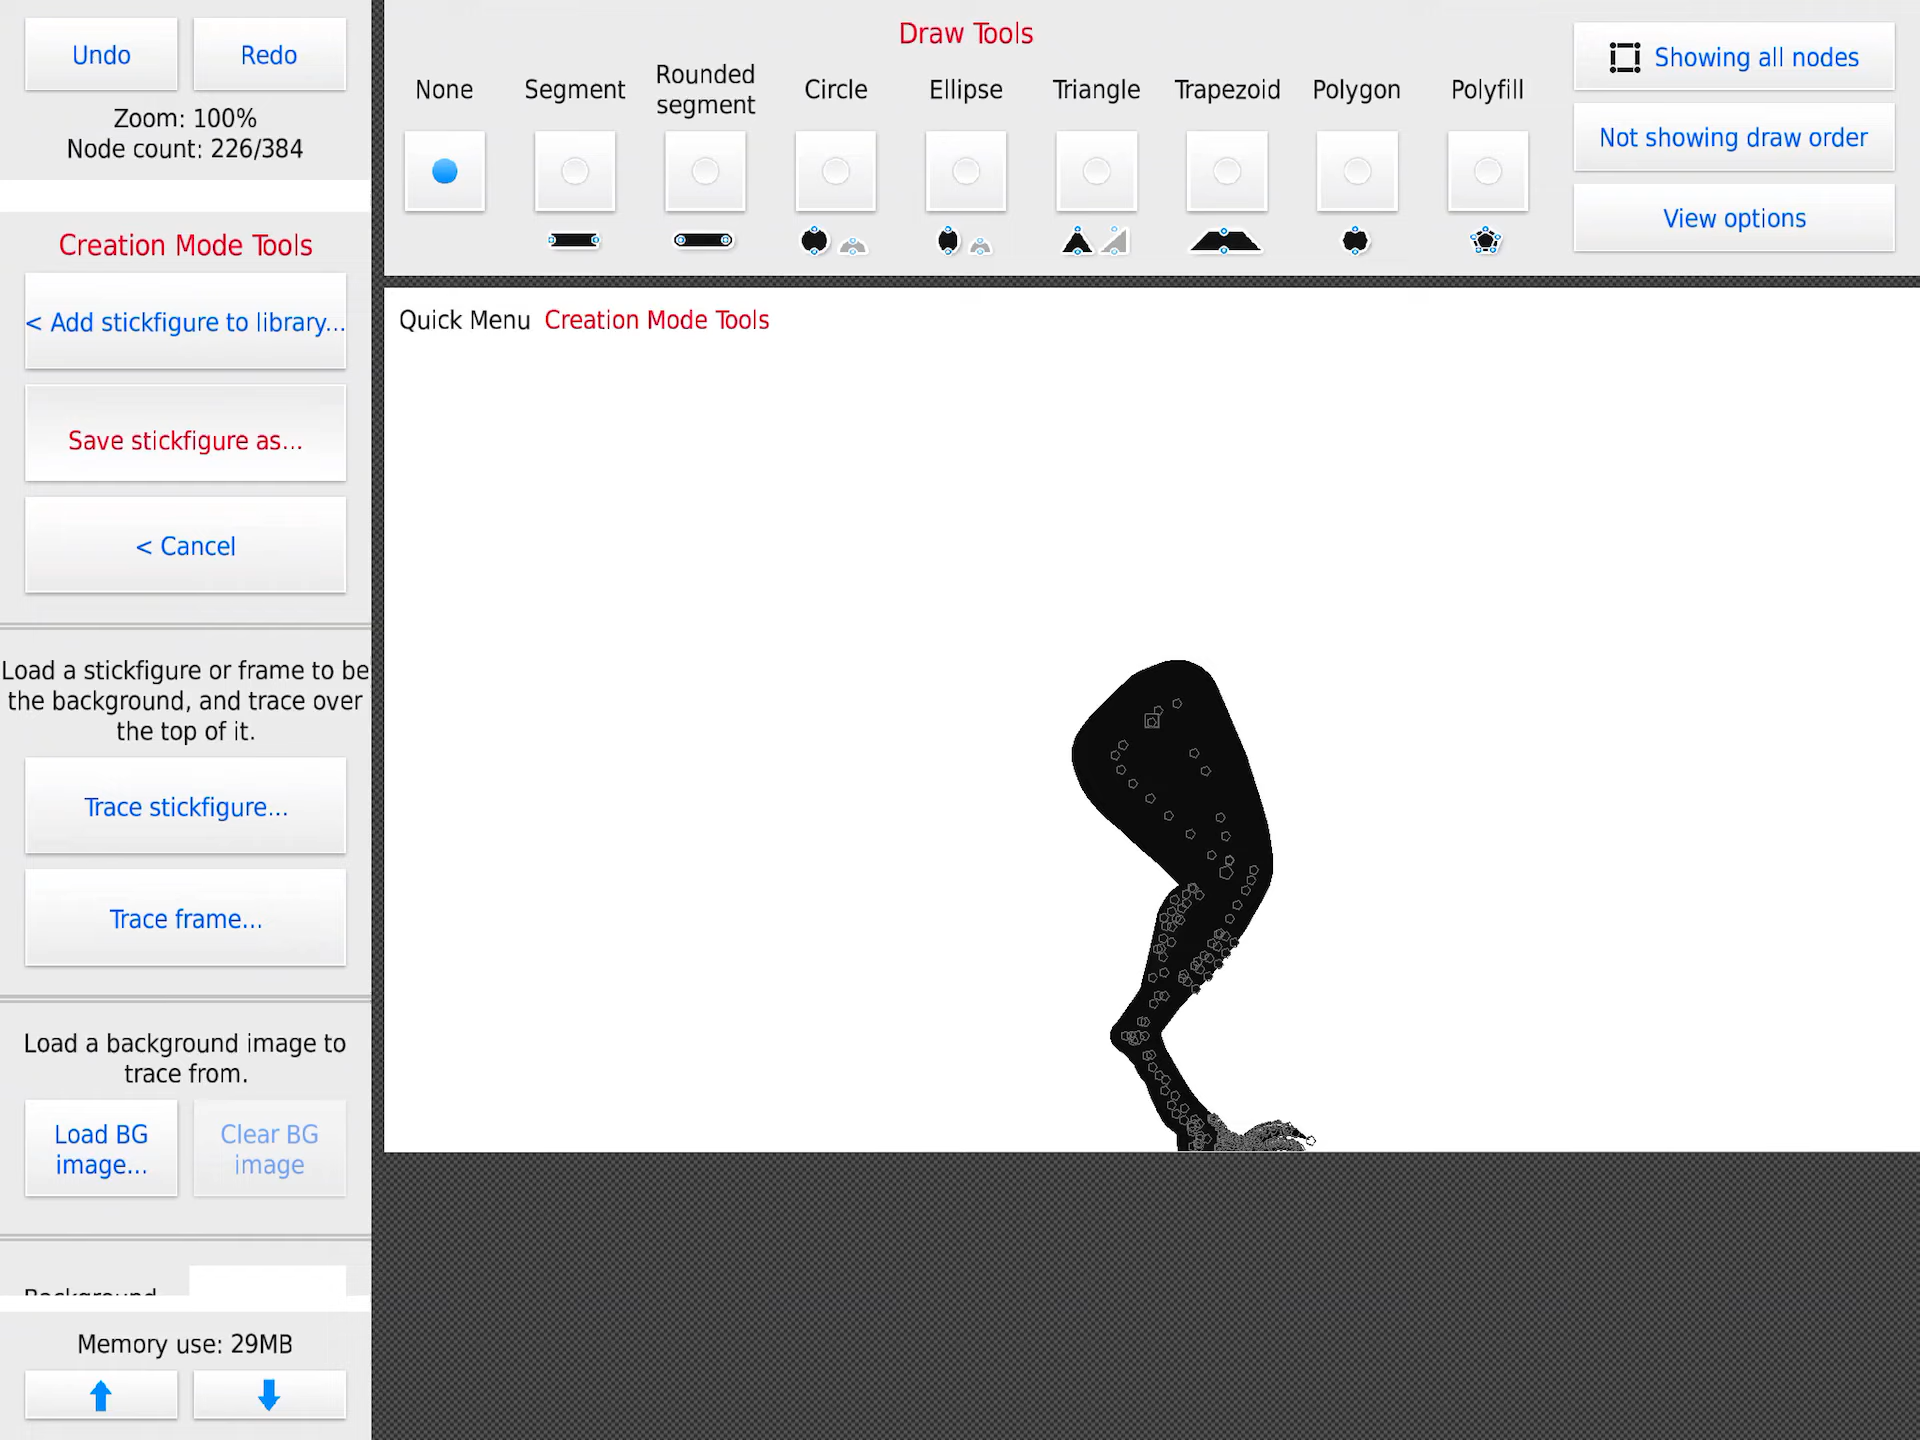 Undo
Redo
Zoom: 100%
Node count: 226/384
Creation Mode Tools
< Add stickfigure to library...
Save stickfigure as...
< Cancel
Load a stickfigure or frame to be
the background, and trace over
the top of it.
Trace stickfigure...
Trace frame...
Load a background image to
trace from.
Load BG
image...
Clear BG
image
Background
Memory use: 29MB
Draw Tools
None
Segment
Rounded
segment
Circle
Ellipse
Triangle
Trapezoid
Polygon
Polyfill
Showing all nodes
Not showing draw order
View options
Quick Menu Creation Mode Tools